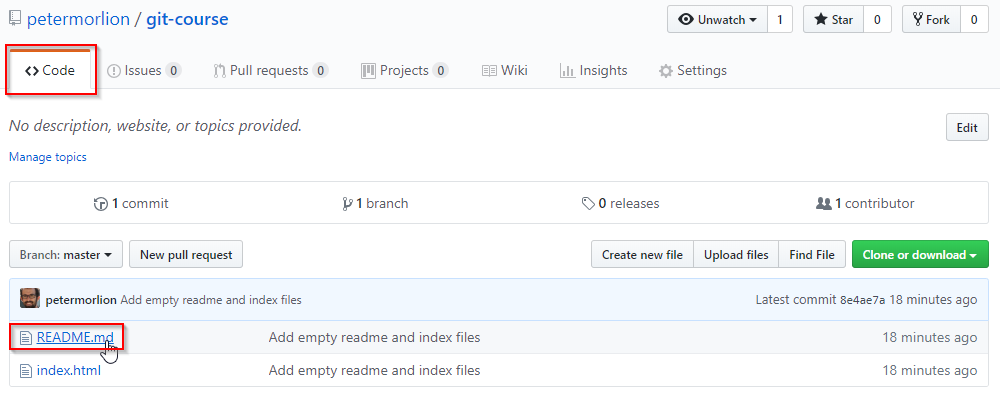 petermorlion / git-course Unwatch 1 Star 0 Fork 0
Code Issues 0 Pull requests 0 Projects 0 Wiki Insights Settings
No description, website, or topics provided. Edit
Manage topics
1 commit 1 branch 0 releases 1 contributor
Branch: master New pull request Create new file Upload files Find File Clone or download
petermorlion Add empty readme and index files Latest commit 8e4ae7a 18 minutes ago
README.md Add empty readme and index files 18 minutes ago
index.html Add empty readme and index files 18 minutes ago